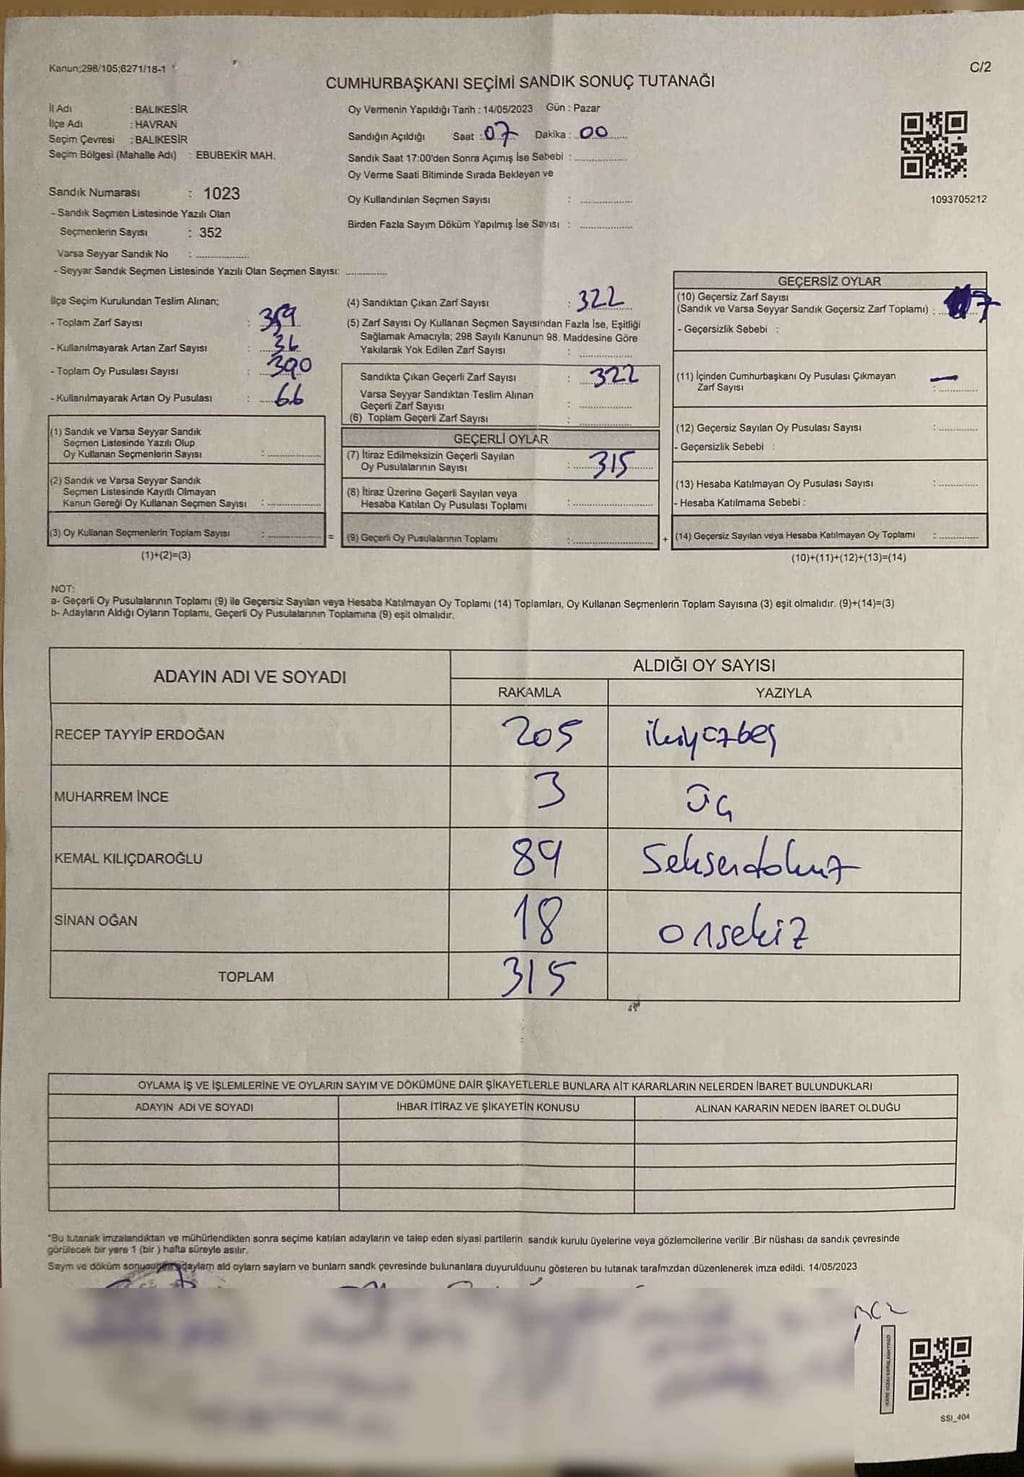 Kanun;298/105;6271/18-1
C/2
CUMHURBAŞKANI SEÇİMİ SANDIK SONUÇ TUTANAĞI
İl Adı : BALIKESİR
İlçe Adı : HAVRAN
Seçim Çevresi : BALIKESİR
Seçim Bölgesi (Mahalle Adı) : EBUBEKİR MAH.
Sandık Numarası : 1023
- Sandık Seçmen Listesinde Yazılı Olan
Seçmenlerin Sayısı : 352
Varsa Seyyar Sandık No :
- Seyyar Sandık Seçmen Listesinde Yazılı Olan Seçmen Sayısı:
Oy Vermenin Yapıldığı Tarih : 14/05/2023 Gün : Pazar
Sandığın Açıldığı Saat : 07 Dakika : 00
Sandık Saat 17:00'den Sonra Açımış İse Sebebi :
Oy Verme Saati Bitiminde Sırada Bekleyen ve
Oy Kullandırılan Seçmen Sayısı :
Birden Fazla Sayım Döküm Yapılmış İse Sayısı :
1093705212
İlçe Seçim Kurulundan Teslim Alınan;
- Toplam Zarf Sayısı :
- Kullanılmayarak Artan Zarf Sayısı :
- Toplam Oy Pusulası Sayısı : 390
- Kullanılmayarak Artan Oy Pusulası : 66
(1) Sandık ve Varsa Seyyar Sandık
Seçmen Listesinde Yazılı Olup
Oy Kullanan Seçmenlerin Sayısı :
(2) Sandık ve Varsa Seyyar Sandık
Seçmen Listesinde Kayıtlı Olmayan
Kanun Gereği Oy Kullanan Seçmen Sayısı :
(3) Oy Kullanan Seçmenlerin Toplam Sayısı :
(1)+(2)=(3)
=
(4) Sandıktan Çıkan Zarf Sayısı : 322
(5) Zarf Sayısı Oy Kullanan Seçmen Sayısından Fazla İse, Eşitliği
Sağlamak Amacıyla; 298 Sayılı Kanunun 98. Maddesine Göre
Yakılarak Yok Edilen Zarf Sayısı :
Sandıkta Çıkan Geçerli Zarf Sayısı : 322
Varsa Seyyar Sandıktan Teslim Alınan
Geçerli Zarf Sayısı :
(6) Toplam Geçerli Zarf Sayısı :
GEÇERLİ OYLAR
(7) İtiraz Edilmeksizin Geçerli Sayılan
Oy Pusulalarının Sayısı : 315
(8) İtiraz Üzerine Geçerli Sayılan veya
Hesaba Katılan Oy Pusulası Toplamı :
(9) Geçerli Oy Pusulalarının Toplamı :
+
GEÇERSİZ OYLAR
(10) Geçersiz Zarf Sayısı
(Sandık ve Varsa Seyyar Sandık Geçersiz Zarf Toplamı) : 7
- Geçersizlik Sebebi :
(11) İçinden Cumhurbaşkanı Oy Pusulası Çıkmayan
Zarf Sayısı : —
(12) Geçersiz Sayılan Oy Pusulası Sayısı :
- Geçersizlik Sebebi :
(13) Hesaba Katılmayan Oy Pusulası Sayısı :
- Hesaba Katılmama Sebebi :
(14) Geçersiz Sayılan veya Hesaba Katılmayan Oy Toplamı :
(10)+(11)+(12)+(13)=(14)
NOT:
a- Geçerli Oy Pusulalarının Toplamı (9) ile Geçersiz Sayılan veya Hesaba Katılmayan Oy Toplamı (14) Toplamları, Oy Kullanan Seçmenlerin Toplam Sayısına (3) eşit olmalıdır. (9)+(14)=(3)
b- Adayların Aldığı Oyların Toplamı, Geçerli Oy Pusulalarının Toplamına (9) eşit olmalıdır.
ADAYIN ADI VE SOYADI
ALDIĞI OY SAYISI
RAKAMLA YAZIYLA
RECEP TAYYİP ERDOĞAN 205 ikiyüzbeş
MUHARREM İNCE 3 üç
KEMAL KILIÇDAROĞLU 89 Seksendokuz
SİNAN OĞAN 18 onsekiz
TOPLAM 315
OYLAMA İŞ VE İŞLEMLERİNE VE OYLARIN SAYIM VE DÖKÜMÜNE DAİR ŞİKAYETLERLE BUNLARA AİT KARARLARIN NELERDEN İBARET BULUNDUKLARI
ADAYIN ADI VE SOYADI İHBAR İTİRAZ VE ŞİKAYETİN KONUSU ALINAN KARARIN NEDEN İBARET OLDUĞU
*Bu tutanak imzalandıktan ve mühürlendikten sonra seçime katılan adayların ve talep eden siyasi partilerin sandık kurulu üyelerine veya gözlemcilerine verilir .Bir nüshası da sandık çevresinde
görülecek bir yere 1 (bir ) hafta süreyle asılır.
Sayım ve döküm adayların ald oyların sayların ve bunların sandk çevresinde bulunanlara duyurulduunu gösteren bu tutanak tarafmzdan düzenlenerek imza edildi. 14/05/2023
SSI_404